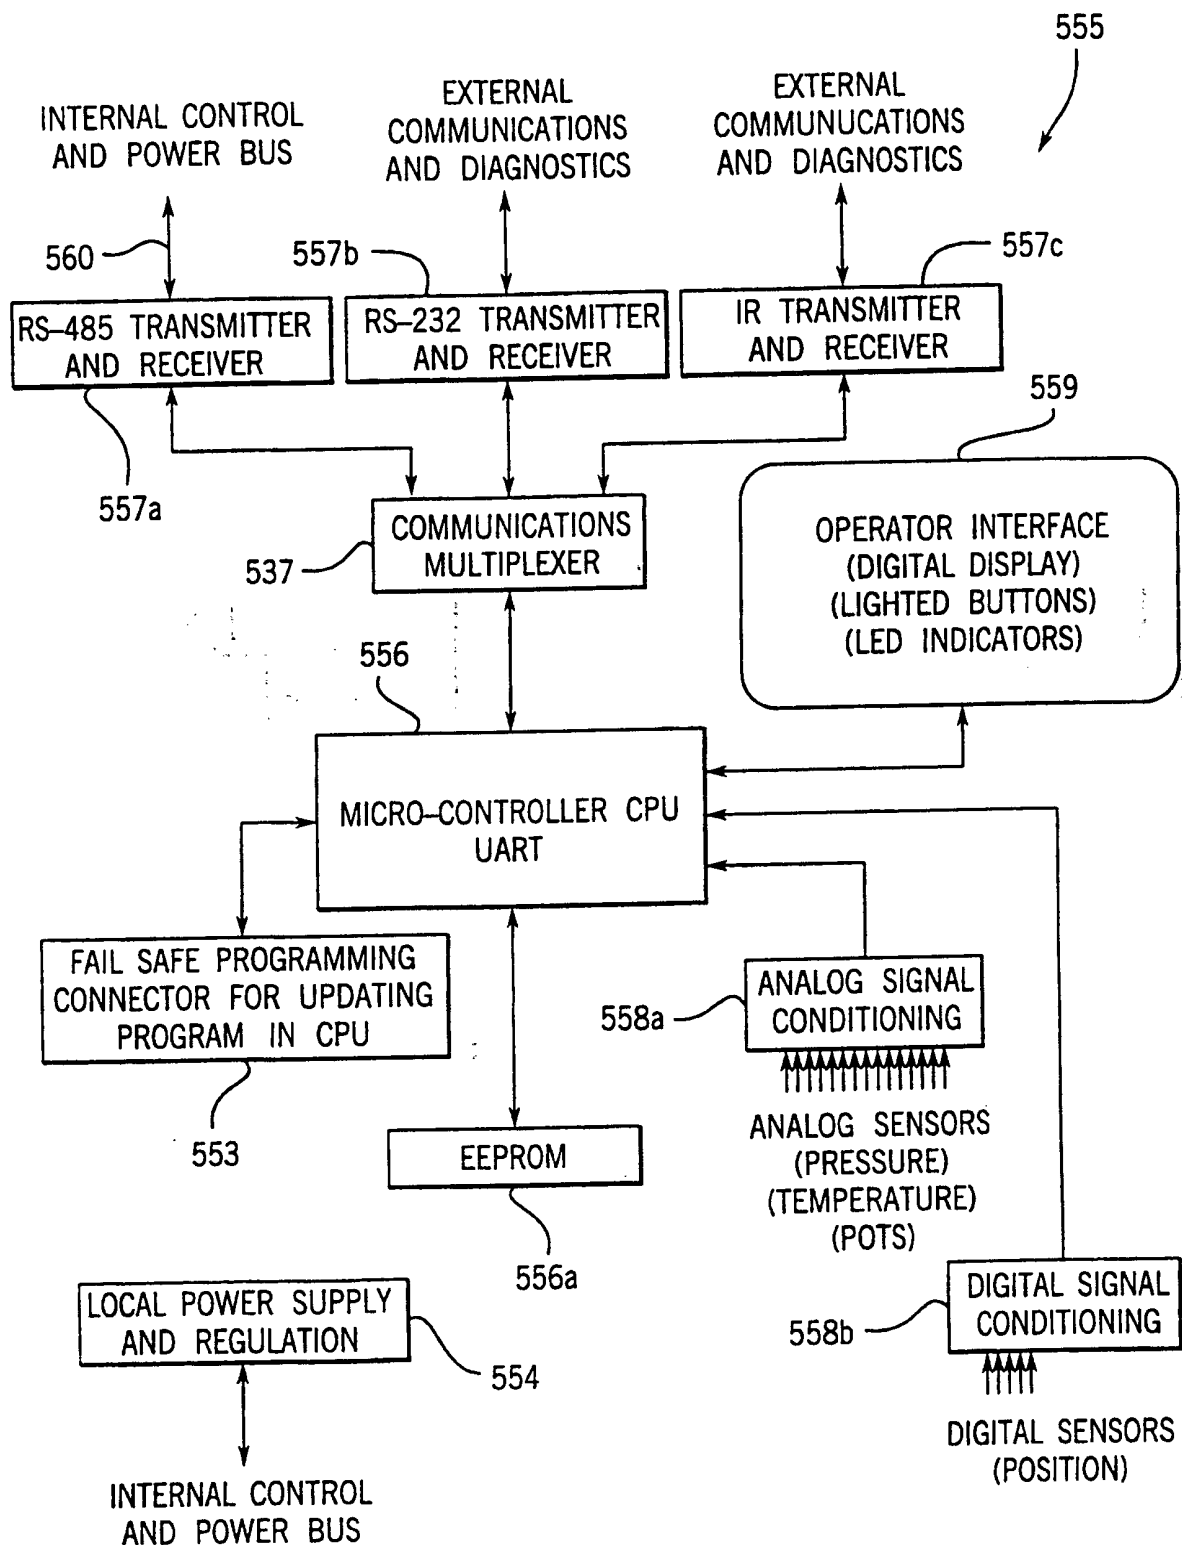 555
INTERNAL CONTROL
AND POWER BUS
EXTERNAL
COMMUNICATIONS
AND DIAGNOSTICS
EXTERNAL
COMMUNUCATIONS
AND DIAGNOSTICS
560
557b
557c
RS-485 TRANSMITTER
AND RECEIVER
RS-232 TRANSMITTER
AND RECEIVER
IR TRANSMITTER
AND RECEIVER
557a
559
COMMUNICATIONS
MULTIPLEXER
537
OPERATOR INTERFACE
(DIGITAL DISPLAY)
(LIGHTED BUTTONS)
(LED INDICATORS)
556
MICRO-CONTROLLER CPU
UART
FAIL SAFE PROGRAMMING
CONNECTOR FOR UPDATING
PROGRAM IN CPU
553
558a
ANALOG SIGNAL
CONDITIONING
ANALOG SENSORS
(PRESSURE)
(TEMPERATURE)
(POTS)
EEPROM
556a
LOCAL POWER SUPPLY
AND REGULATION
554
558b
DIGITAL SIGNAL
CONDITIONING
DIGITAL SENSORS
(POSITION)
INTERNAL CONTROL
AND POWER BUS